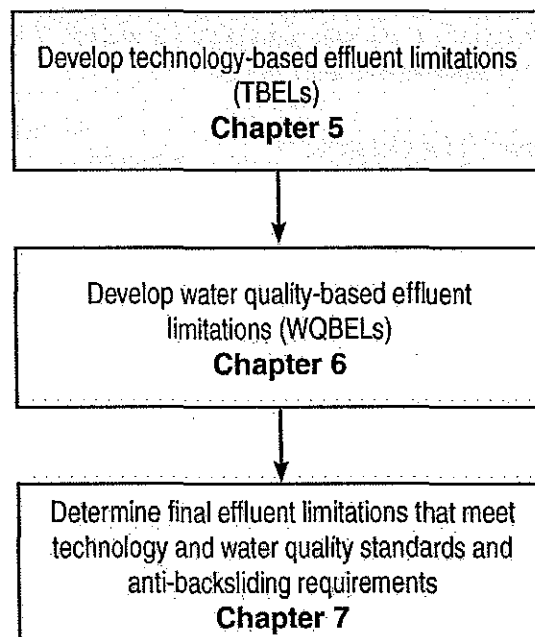 Develop technology-based effluent limitations
(TBELs)
Chapter 5
Develop water quality-based effluent
limitations (WQBELs)
Chapter 6
Determine final effluent limitations that meet
technology and water quality standards and
anti-backsliding requirements
Chapter 7